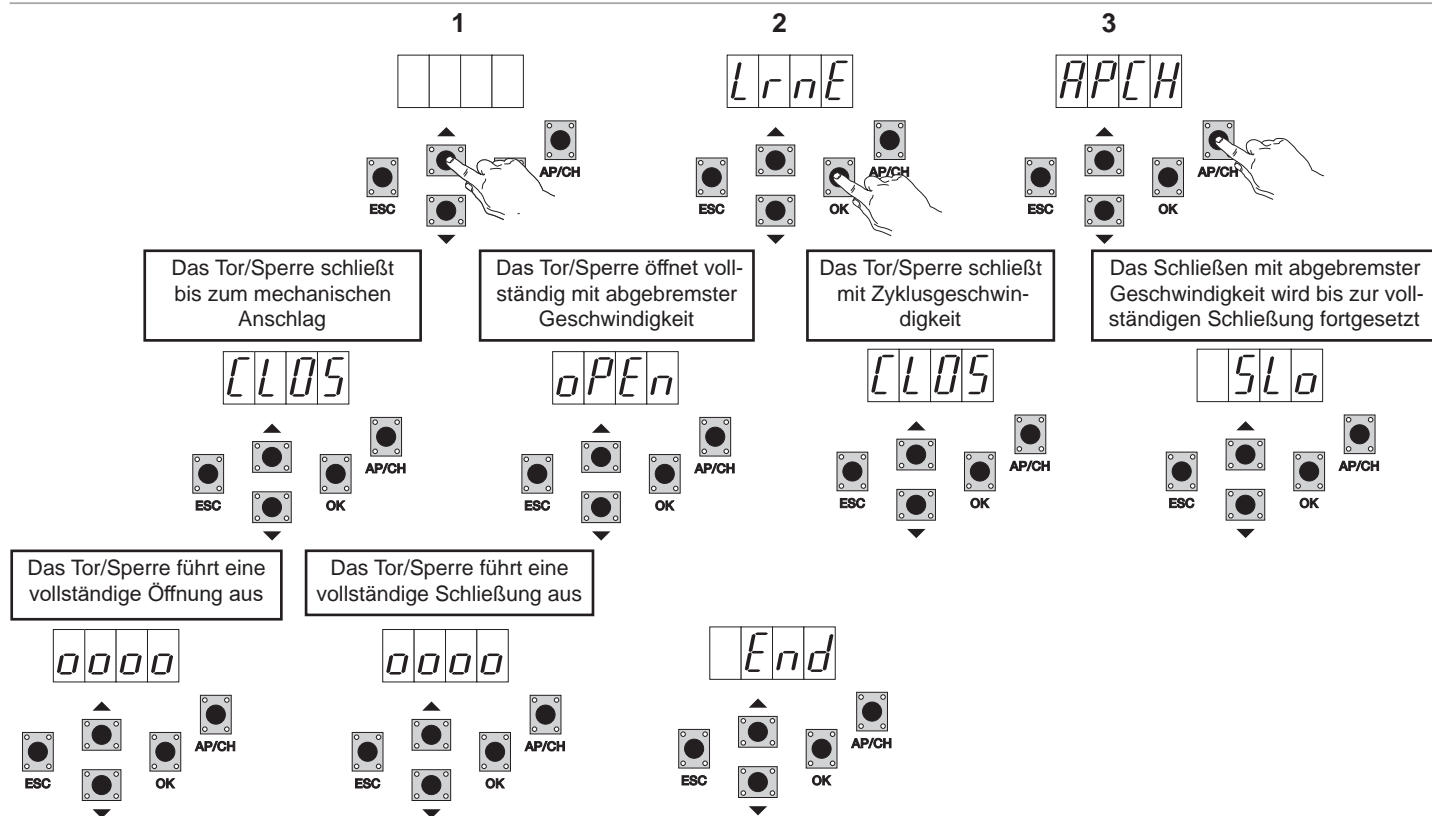 1
2
3
LrnE
APCH
AP/CH
ESC
AP/CH
ESC
OK
AP/CH
ESC
OK
Das Tor/Sperre schließt
bis zum mechanischen
Anschlag
Das Tor/Sperre öffnet voll-
ständig mit abgebremster
Geschwindigkeit
Das Tor/Sperre schließt
mit Zyklusgeschwin-
digkeit
Das Schließen mit abgebremster
Geschwindigkeit wird bis zur voll-
ständigen Schließung fortgesetzt
CLOS
oPEn
CLOS
SLo
AP/CH
ESC
OK
AP/CH
ESC
OK
AP/CH
ESC
OK
AP/CH
ESC
OK
Das Tor/Sperre führt eine
vollständige Öffnung aus
Das Tor/Sperre führt eine
vollständige Schließung aus
oooo
oooo
End
AP/CH
ESC
OK
AP/CH
ESC
OK
AP/CH
ESC
OK